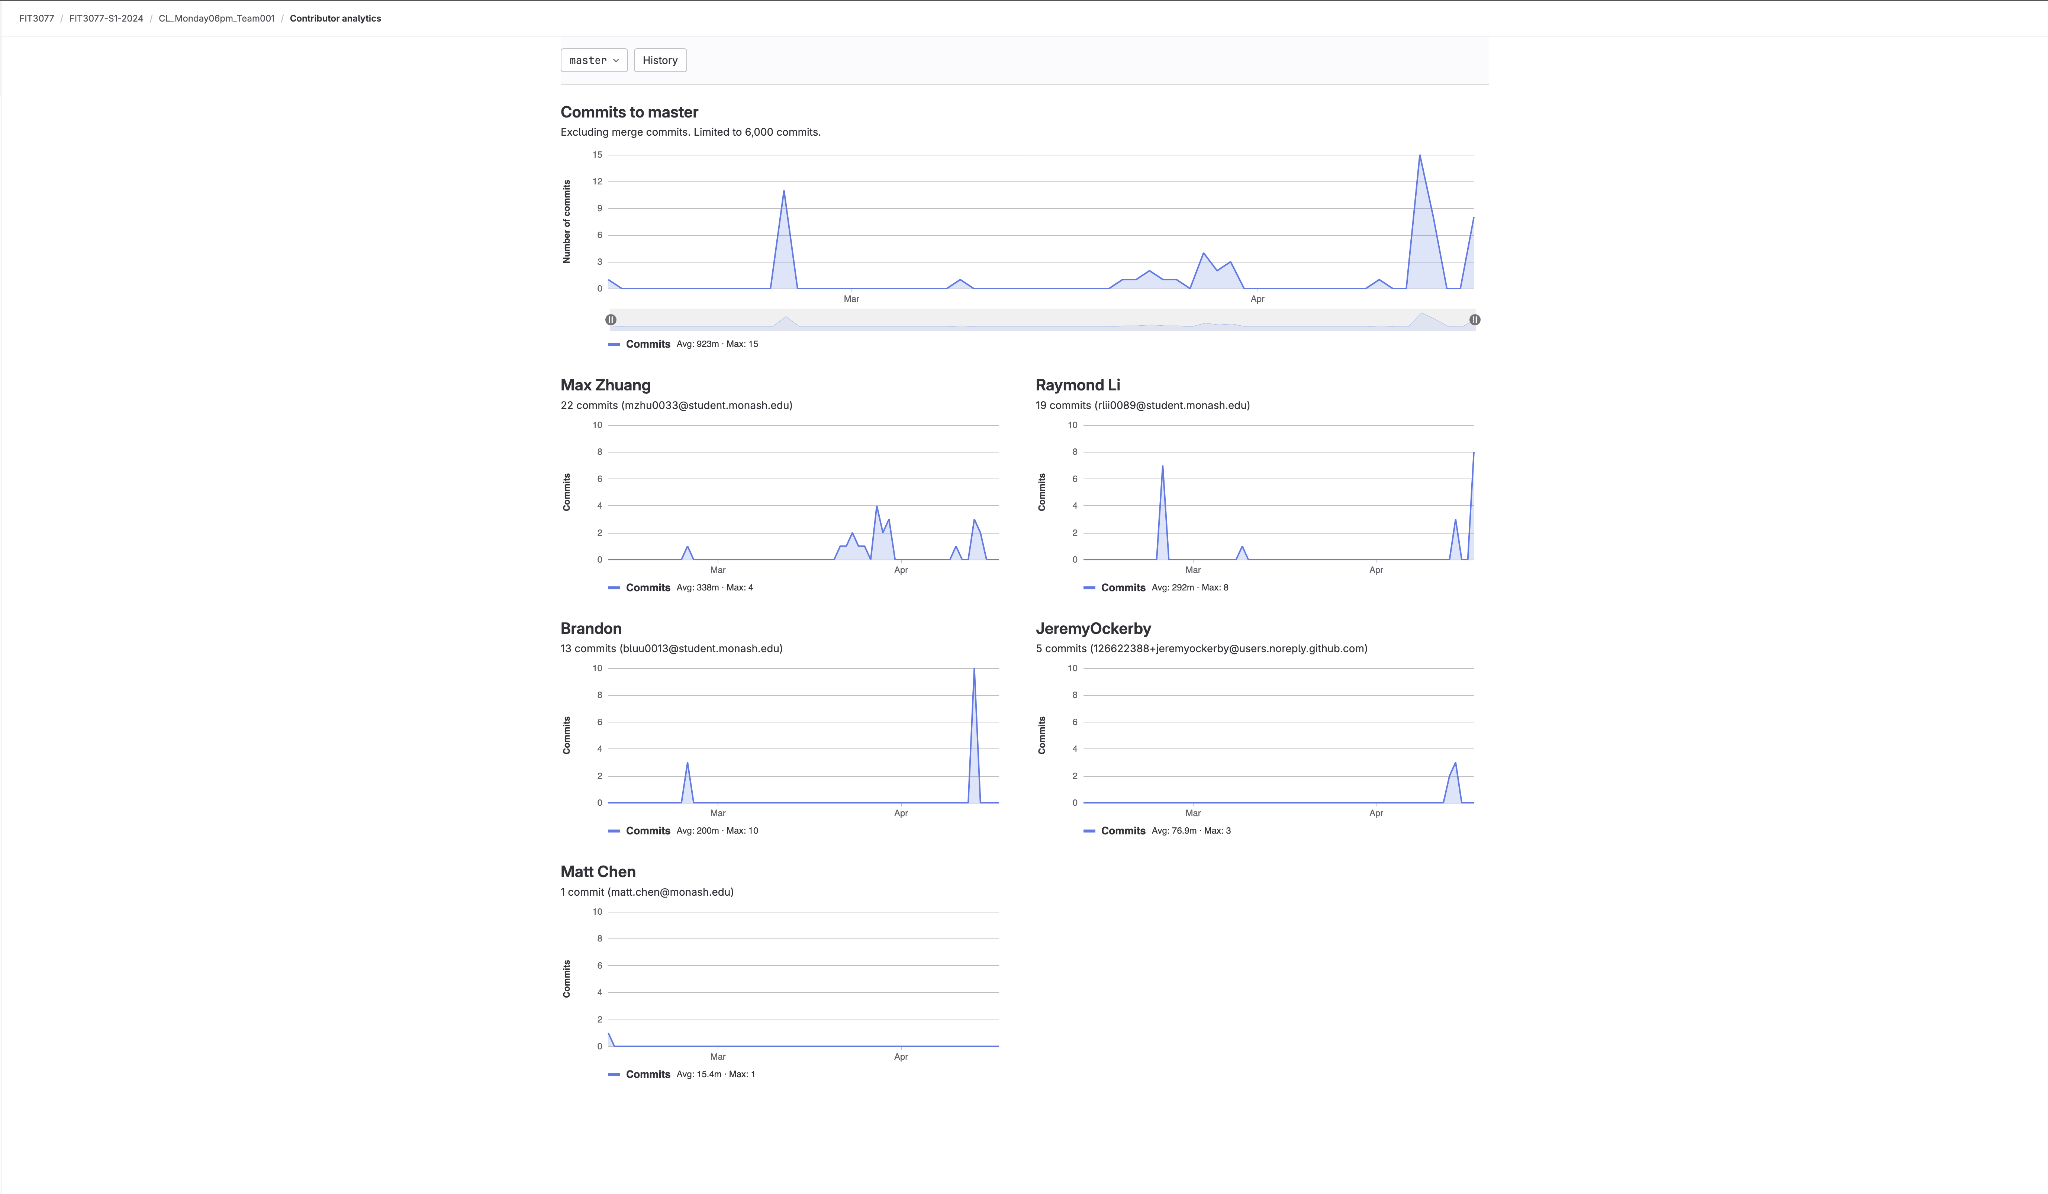 FIT3077 / FIT3077-S1-2024 / CL_Monday06pm_Team001 / Contributor analytics
master History
Commits to master
Excluding merge commits. Limited to 6,000 commits.
Number of commits
15
12
9
6
3
0
Mar Apr
Commits Avg: 923m · Max: 15
Max Zhuang
22 commits (mzhu0033@student.monash.edu)
Commits
10
8
6
4
2
0
Mar Apr
Commits Avg: 338m · Max: 4
Raymond Li
19 commits (rlii0089@student.monash.edu)
Commits
10
8
6
4
2
0
Mar Apr
Commits Avg: 292m · Max: 8
Brandon
13 commits (bluu0013@student.monash.edu)
Commits
10
8
6
4
2
0
Mar Apr
Commits Avg: 200m · Max: 10
JeremyOckerby
5 commits (126622388+jeremyockerby@users.noreply.github.com)
Commits
10
8
6
4
2
0
Mar Apr
Commits Avg: 76.9m · Max: 3
Matt Chen
1 commit (matt.chen@monash.edu)
Commits
10
8
6
4
2
0
Mar Apr
Commits Avg: 15.4m · Max: 1